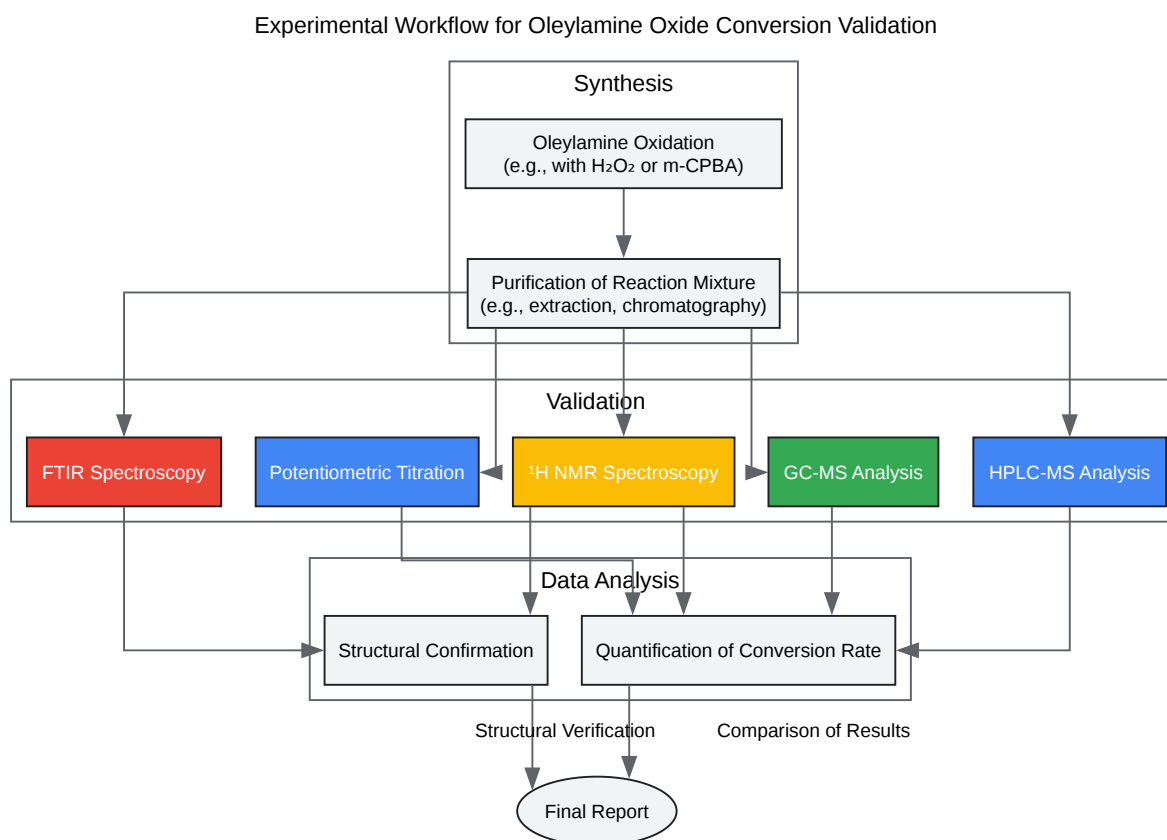 Experimental Workflow for Oleylamine Oxide Conversion Validation
Synthesis
Oleylamine Oxidation
(e.g., with H₂O₂ or m-CPBA)
Purification of Reaction Mixture
(e.g., extraction, chromatography)
Validation
FTIR Spectroscopy
Potentiometric Titration
¹H NMR Spectroscopy
GC-MS Analysis
HPLC-MS Analysis
Data Analysis
Structural Confirmation
Quantification of Conversion Rate
Structural Verification
Comparison of Results
Final Report